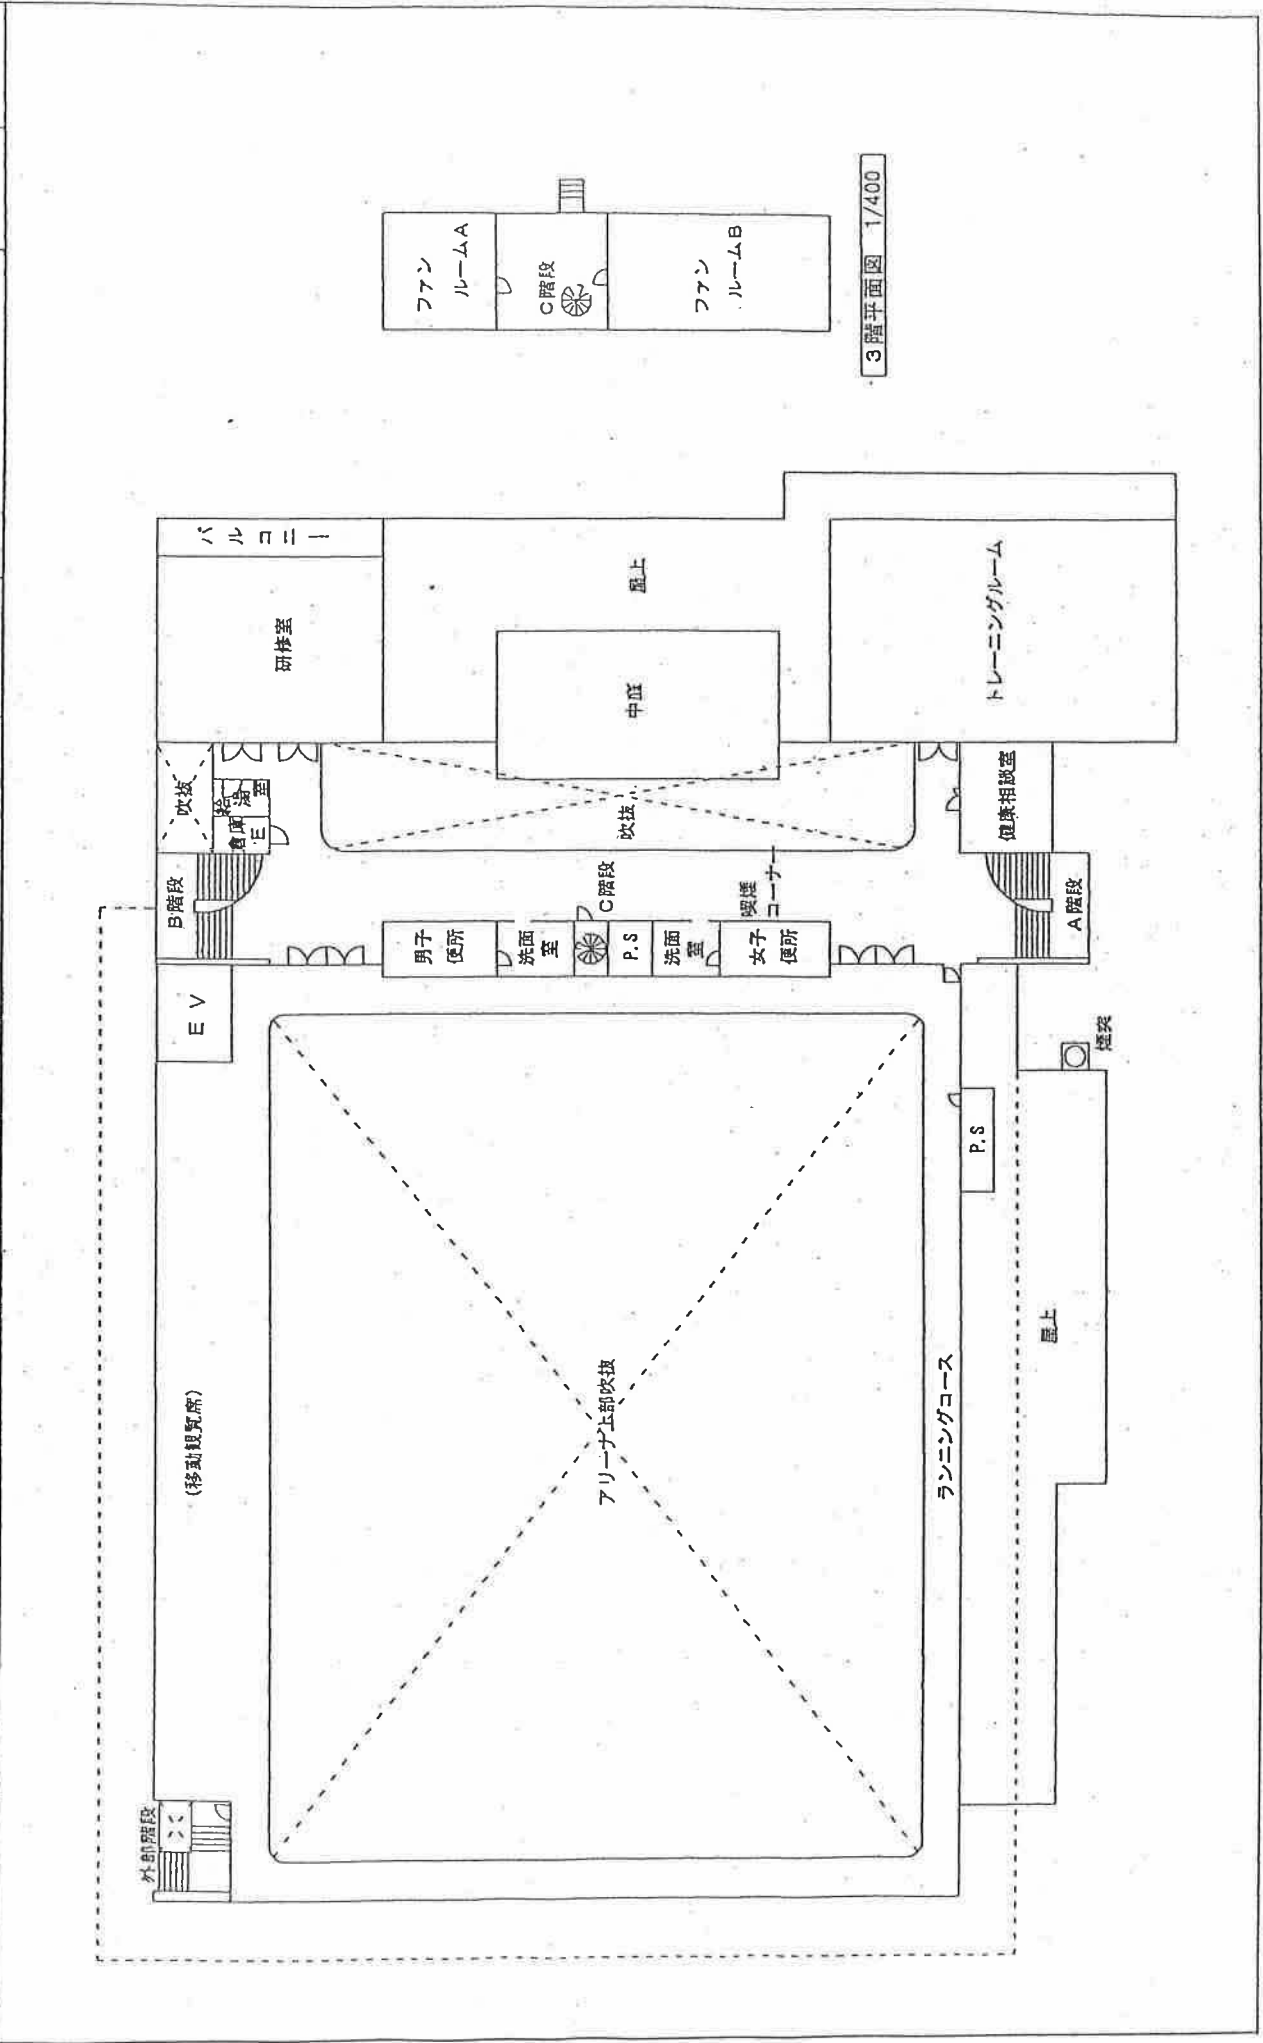 外部階段
(移動観覧席)
EV
B階段
吹抜
給湯室
倉庫E
研修室
バルコニー
アリーナ上部吹抜
男子
便所
洗面
室
P.S
洗面
室
女子
便所
C階段
喫煙
コーナー
吹抜
中庭
屋上
ランニングコース
P.S
屋上
煙突
A階段
健康相談室
トレーニングルーム
ファン
ルームA
C階段
ファン
ルームB
3階平面図 1/400